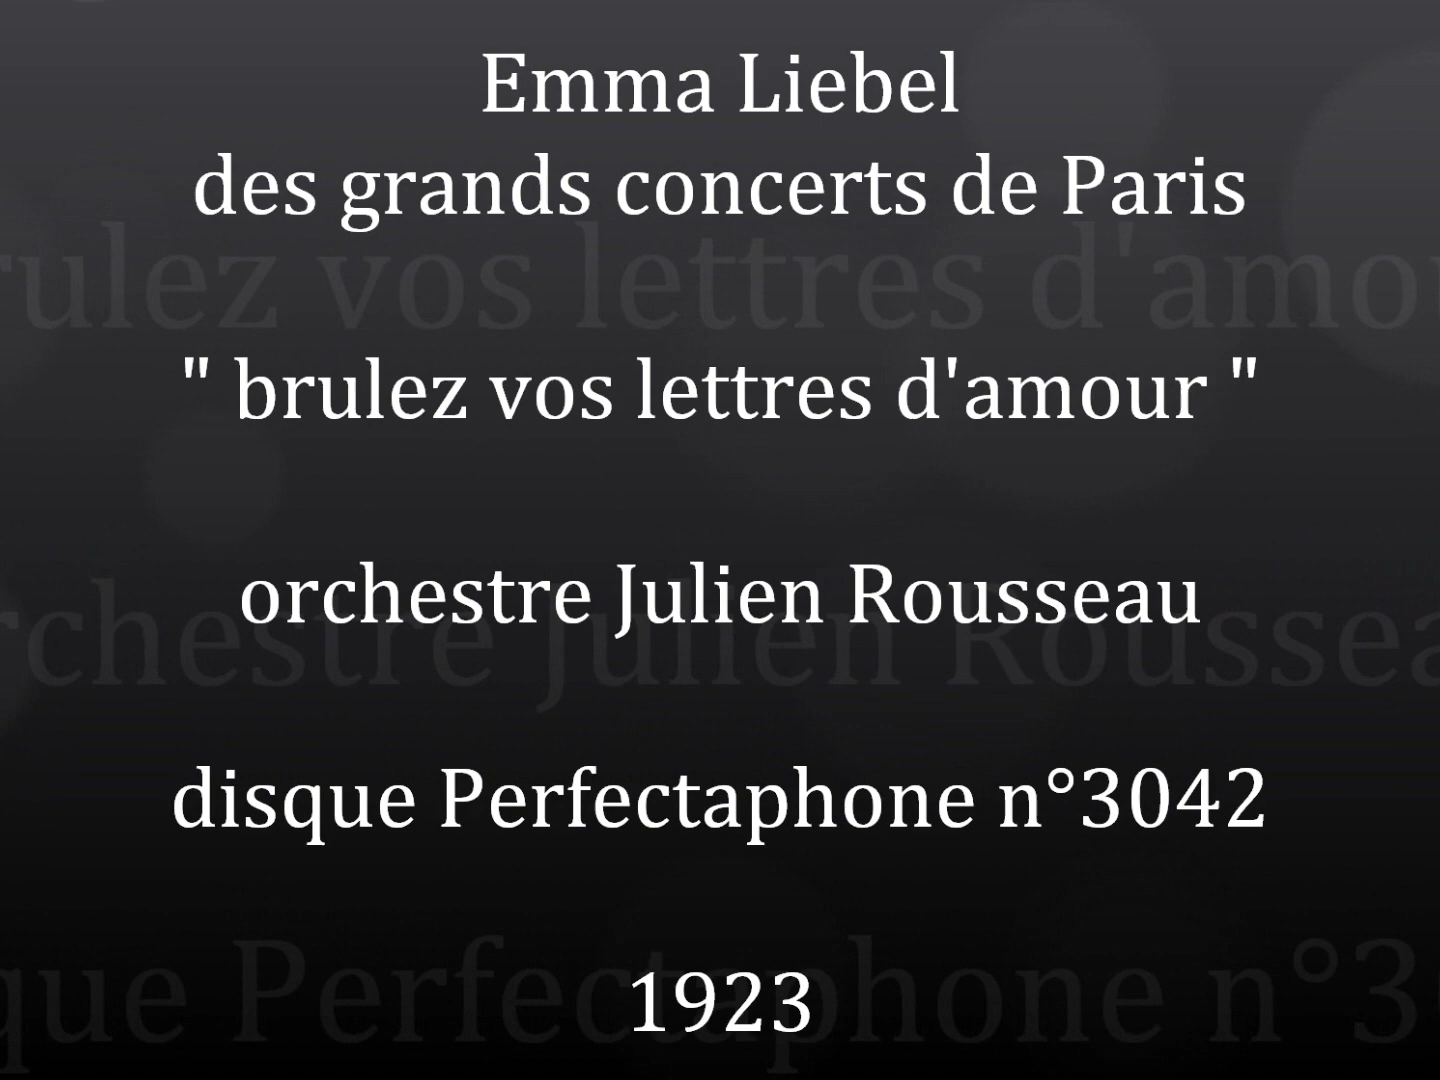 Emma Liebel
des grands concerts de Paris
" brulez vos lettres d'amour "
orchestre Julien Rousseau
disque Perfectaphone n°3042
1923